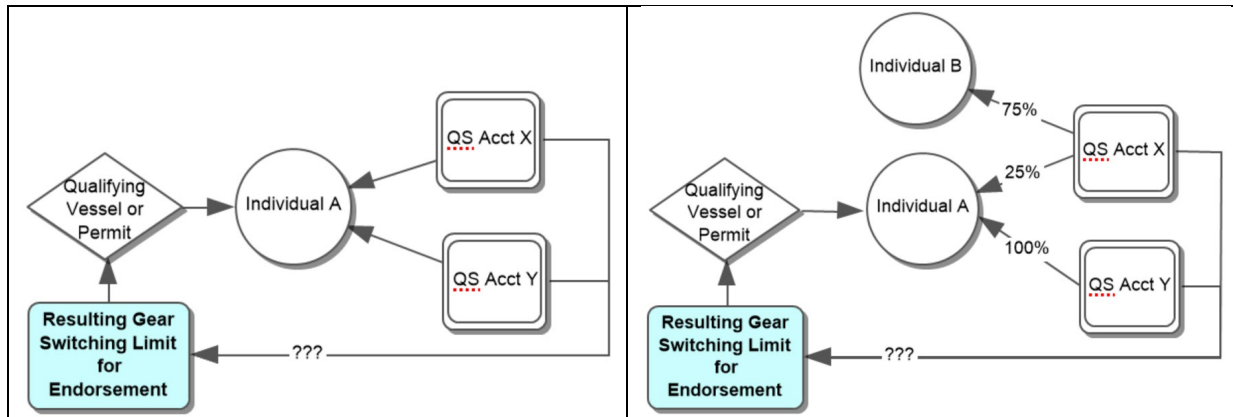 QS Acct X
Qualifying
Vessel or
Permit
Individual A
QS Acct Y
Resulting Gear
Switching Limit
for
Endorsement
???
Individual B
75%
QS Acct X
25%
Qualifying
Vessel or
Permit
Individual A
100%
QS Acct Y
Resulting Gear
Switching Limit
for
Endorsement
???